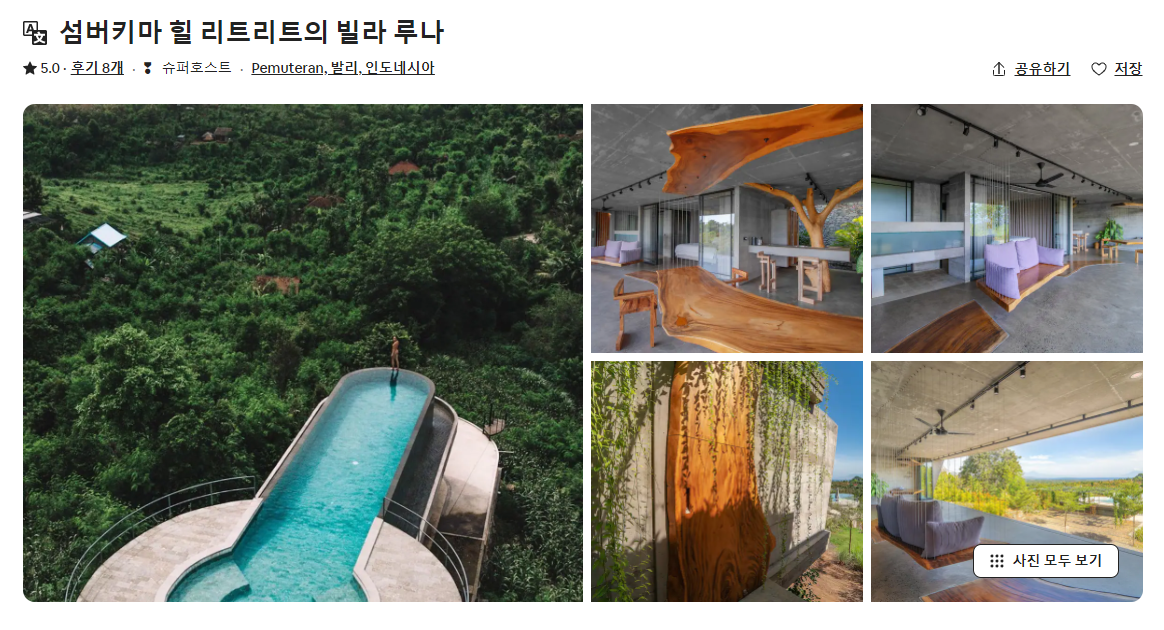 섬버키마 힐 리트리트의 빌라 루나
5.0 · 후기 8개 · 슈퍼호스트 · Pemuteran, 발리, 인도네시아
공유하기 저장
사진 모두 보기